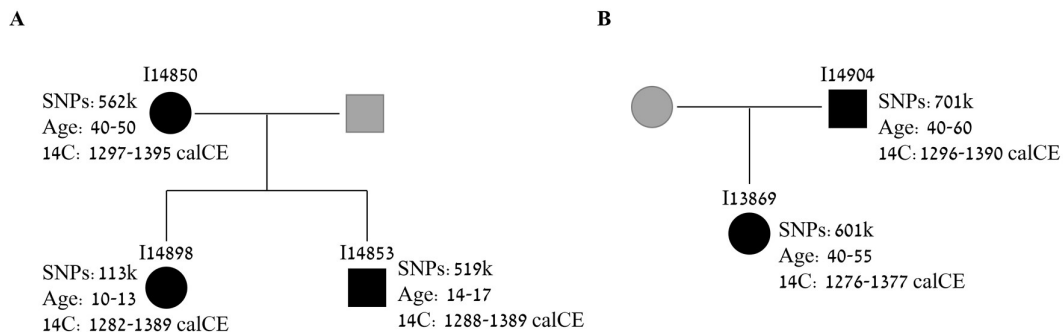 A
I14850
SNPs: 562k
Age: 40-50
14C: 1297-1395 calCE
I14898
SNPs: 113k
Age: 10-13
14C: 1282-1389 calCE
I14853
SNPs: 519k
Age: 14-17
14C: 1288-1389 calCE
B
I14904
SNPs: 701k
Age: 40-60
14C: 1296-1390 calCE
I13869
SNPs: 601k
Age: 40-55
14C: 1276-1377 calCE